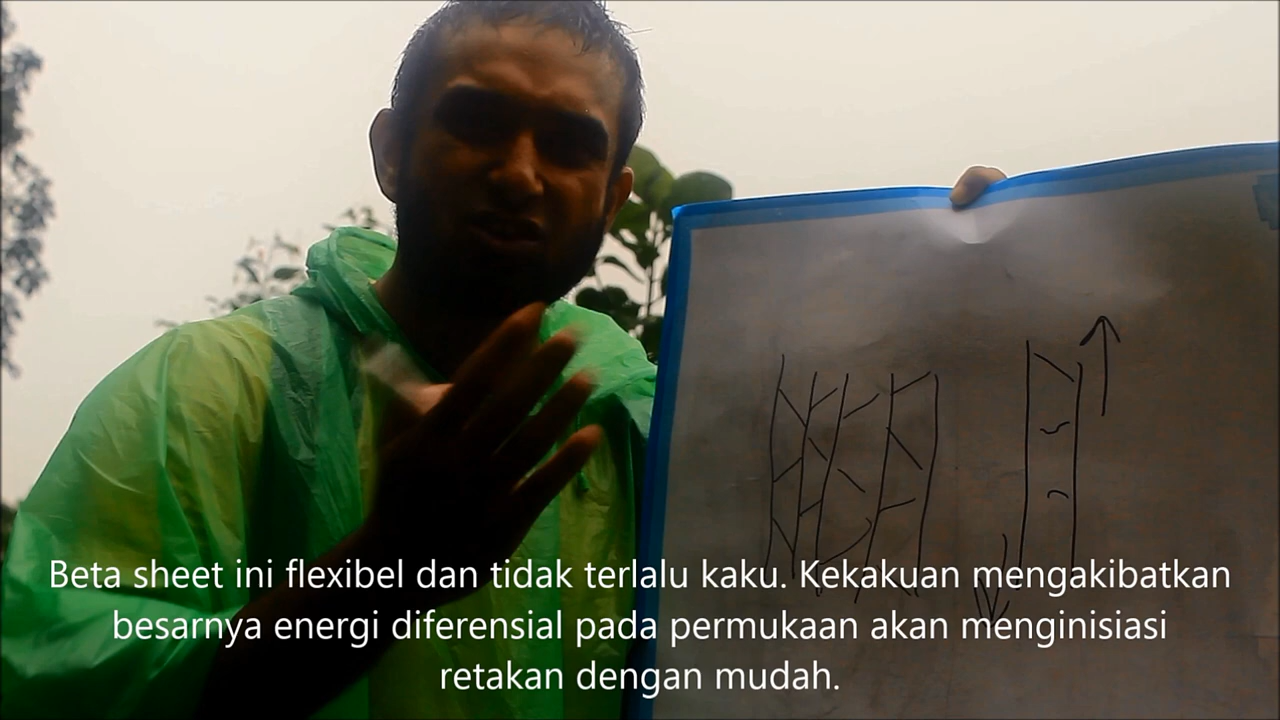 Beta sheet ini flexibel dan tidak terlalu kaku. Kekakuan mengakibatkan
besarnya energi diferensial pada permukaan akan menginisiasi
retakan dengan mudah.